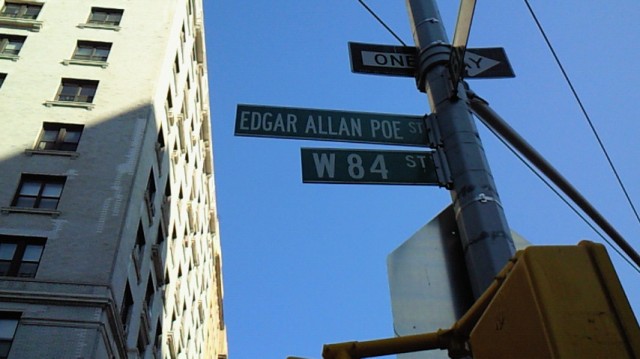 ONE WAY
EDGAR ALLAN POE ST
W 84 ST